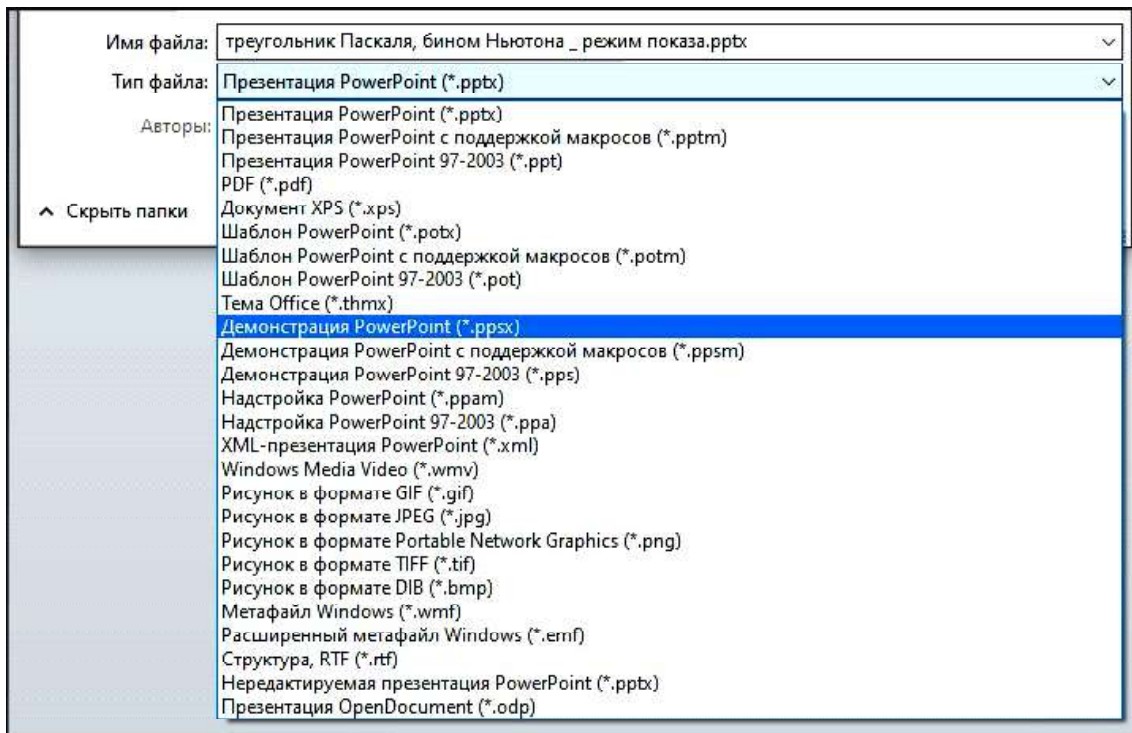 Имя файла: треугольник Паскаля, бином Ньютона _ режим показа.pptx
Тип файла: Презентация PowerPoint (*.pptx)
Авторы:
Презентация PowerPoint (*.pptx)
Презентация PowerPoint с поддержкой макросов (*.pptm)
Презентация PowerPoint 97-2003 (*.ppt)
PDF (*.pdf)
Скрыть папки
Документ XPS (*.xps)
Шаблон PowerPoint (*.potx)
Шаблон PowerPoint с поддержкой макросов (*.potm)
Шаблон PowerPoint 97-2003 (*.pot)
Тема Office (*.thmx)
Демонстрация PowerPoint (*.ppsx)
Демонстрация PowerPoint с поддержкой макросов (*.ppsm)
Демонстрация PowerPoint 97-2003 (*.pps)
Надстройка PowerPoint (*.ppam)
Надстройка PowerPoint 97-2003 (*.ppa)
XML-презентация PowerPoint (*.xml)
Windows Media Video (*.wmv)
Рисунок в формате GIF (*.gif)
Рисунок в формате JPEG (*.jpg)
Рисунок в формате Portable Network Graphics (*.png)
Рисунок в формате TIFF (*.tif)
Рисунок в формате DIB (*.bmp)
Метафайл Windows (*.wmf)
Расширенный метафайл Windows (*.emf)
Структура, RTF (*.rtf)
Нередактируемая презентация PowerPoint (*.pptx)
Презентация OpenDocument (*.odp)